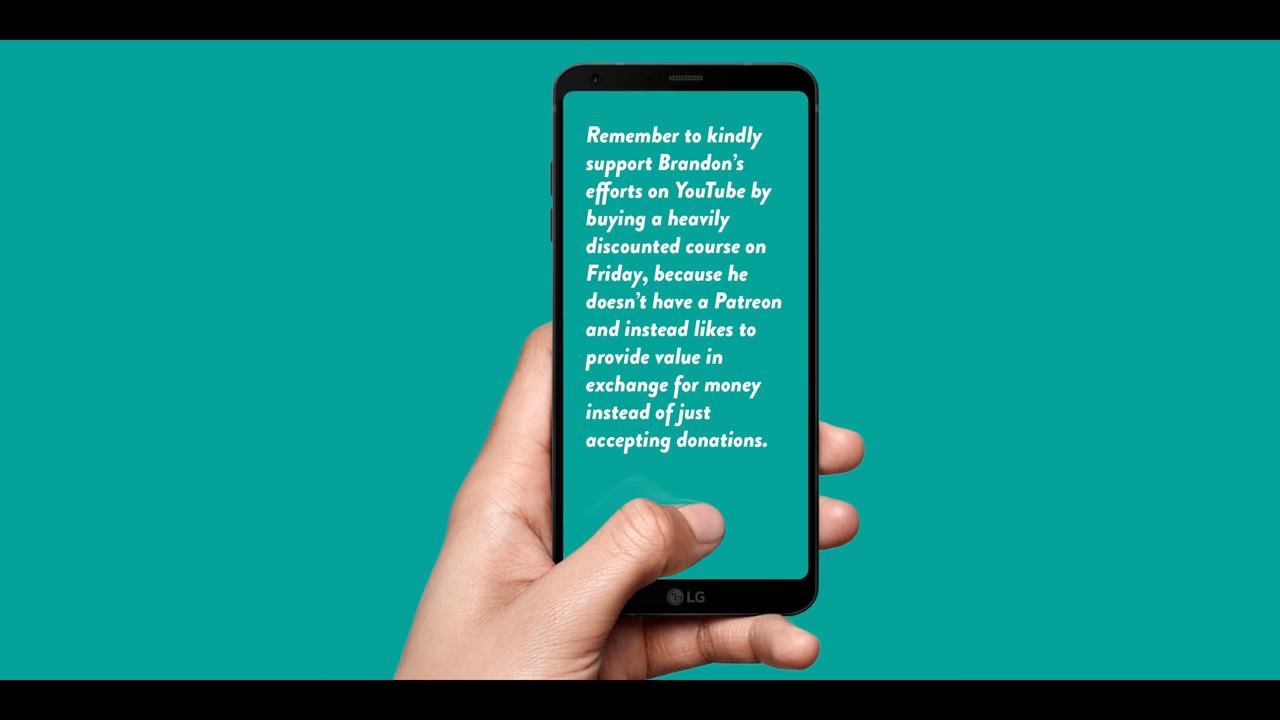 Remember to kindly
support Brandon's
efforts on YouTube by
buying a heavily
discounted course on
Friday, because he
doesn't have a Patreon
and instead likes to
provide value in
exchange for money
instead of just
accepting donations.
LG